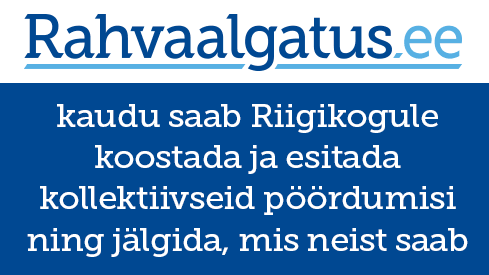 Rahvaalgatus.ee
kaudu saab Riigikogule
koostada ja esitada
kollektiivseid pöördumisi
ning jälgida, mis neist saab